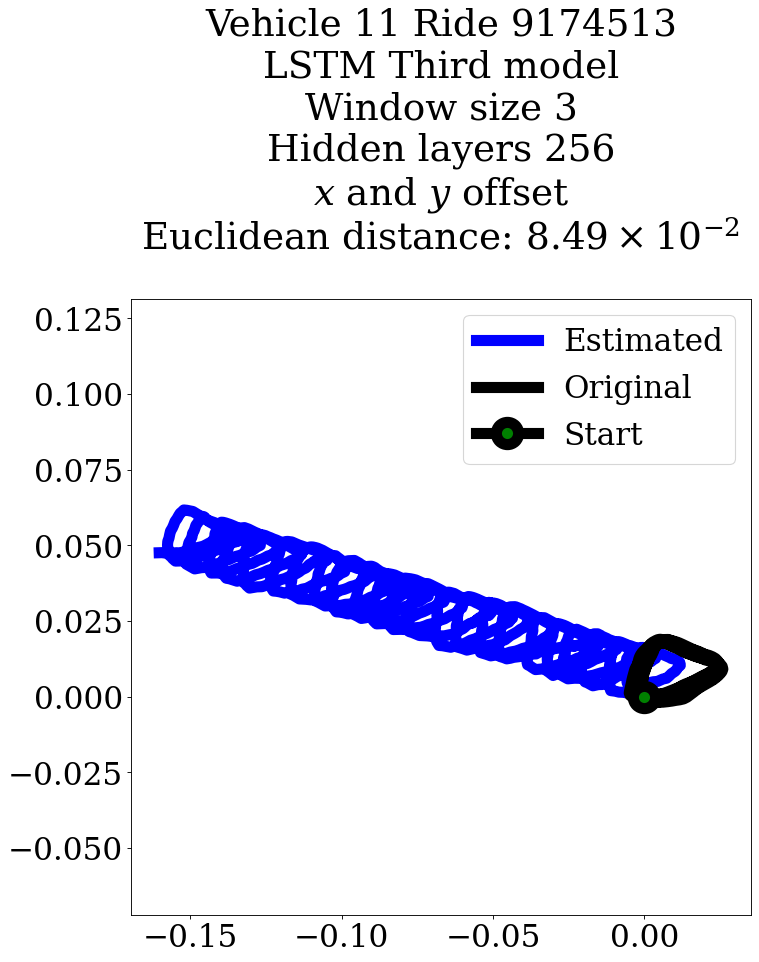 Vehicle 11 Ride 9174513
LSTM Third model
Window size 3
Hidden layers 256
x and y offset
Euclidean distance: 8.49 × 10⁻²
Estimated
Original
Start
0.125
0.100
0.075
0.050
0.025
0.000
−0.025
−0.050
−0.15
−0.10
−0.05
0.00